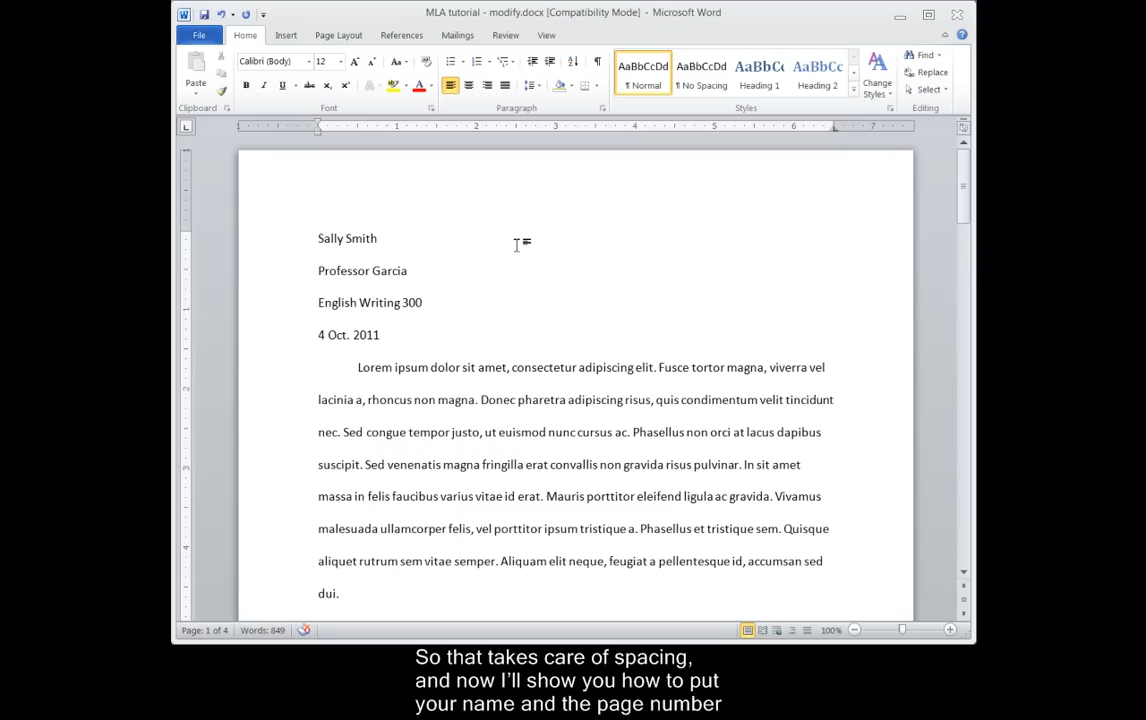 MLA tutorial - modify.docx [Compatibility Mode] - Microsoft Word
File Home Insert Page Layout References Mailings Review View
Calibri (Body) 12
Paste
Clipboard Font Paragraph Styles Editing
AaBbCcDd AaBbCcDd AaBbCc AaBbCc
¶ Normal ¶ No Spacing Heading 1 Heading 2
Change Styles
Find
Replace
Select
1 1 2 3 4 5 6 7
Sally Smith
Professor Garcia
English Writing 300
4 Oct. 2011
Lorem ipsum dolor sit amet, consectetur adipiscing elit. Fusce tortor magna, viverra vel
lacinia a, rhoncus non magna. Donec pharetra adipiscing risus, quis condimentum velit tincidunt
nec. Sed congue tempor justo, ut euismod nunc cursus ac. Phasellus non orci at lacus dapibus
suscipit. Sed venenatis magna fringilla erat convallis non gravida risus pulvinar. In sit amet
massa in felis faucibus varius vitae id erat. Mauris porttitor eleifend ligula ac gravida. Vivamus
malesuada ullamcorper felis, vel porttitor ipsum tristique a. Phasellus et tristique sem. Quisque
aliquet rutrum sem vitae semper. Aliquam elit neque, feugiat a pellentesque id, accumsan sed
dui.
Page: 1 of 4 Words: 849 100%
So that takes care of spacing,
and now I'll show you how to put
your name and the page number